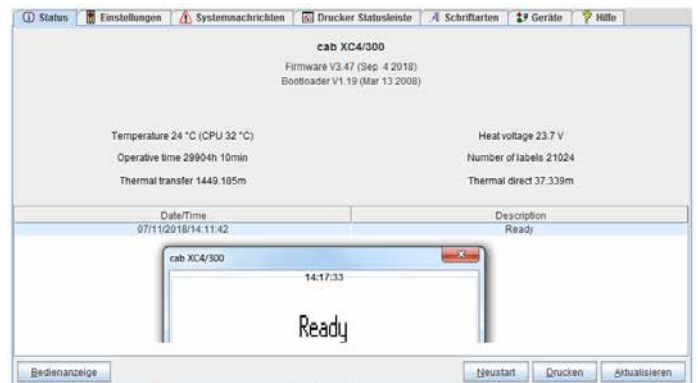 Status Einstellungen Systemnachrichten Drucker Statusleiste Schriftarten Geräte Hilfe
cab XC4/300
Firmware V3.47 (Sep 4 2018)
Bootloader V1.19 (Mar 13 2008)
Temperature 24 °C (CPU 32 °C) Heat voltage 23.7 V
Operative time 29904h 10min Number of labels 21024
Thermal transfer 1449.185m Thermal direct 37.339m
Date/Time Description
07/11/2018/14.11:42 Ready
cab XC4/300
14:17:33
Ready
Bedienanzeige Neustart Drucken Aktualisieren